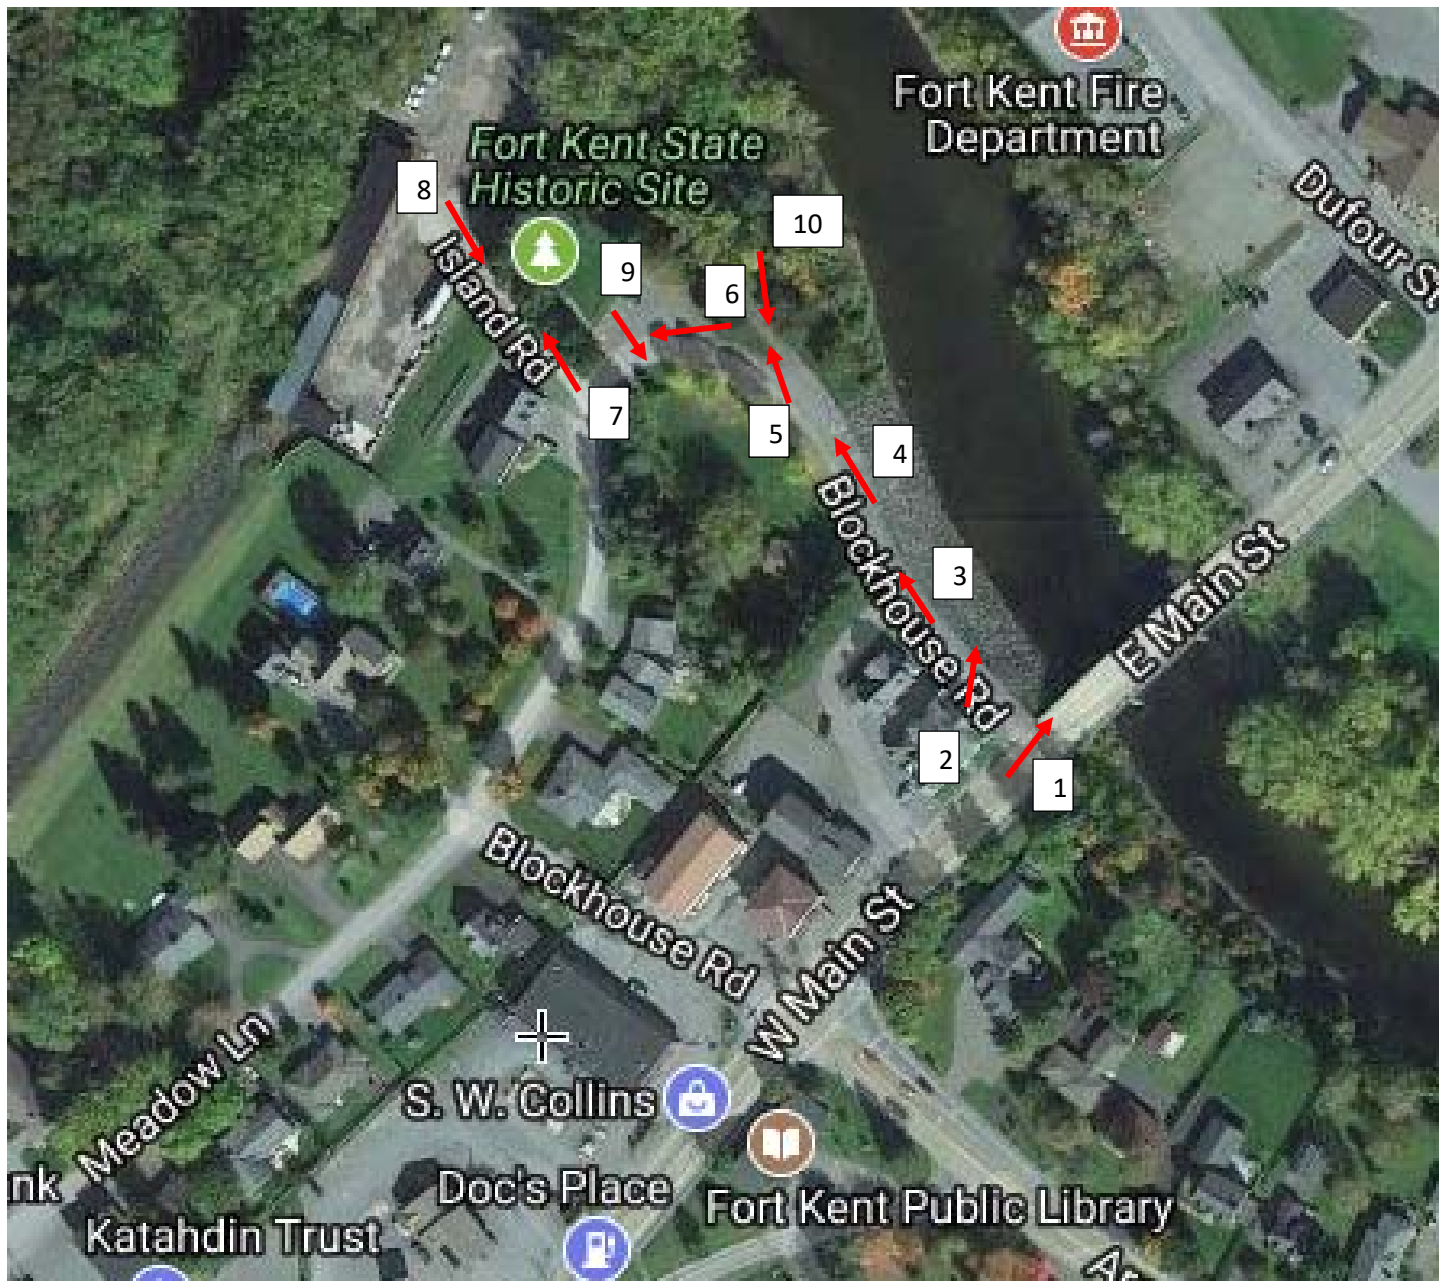 Fort Kent Fire
Department
Fort Kent State
Historic Site
Dufour St
8
10
9
6
Island Rd
7
5
4
Blockhouse Rd
3
E Main St
2
1
Blockhouse Rd
W Main St
Meadow Ln
S. W. Collins
nk
Doc's Place
Fort Kent Public Library
Katahdin Trust
Ar